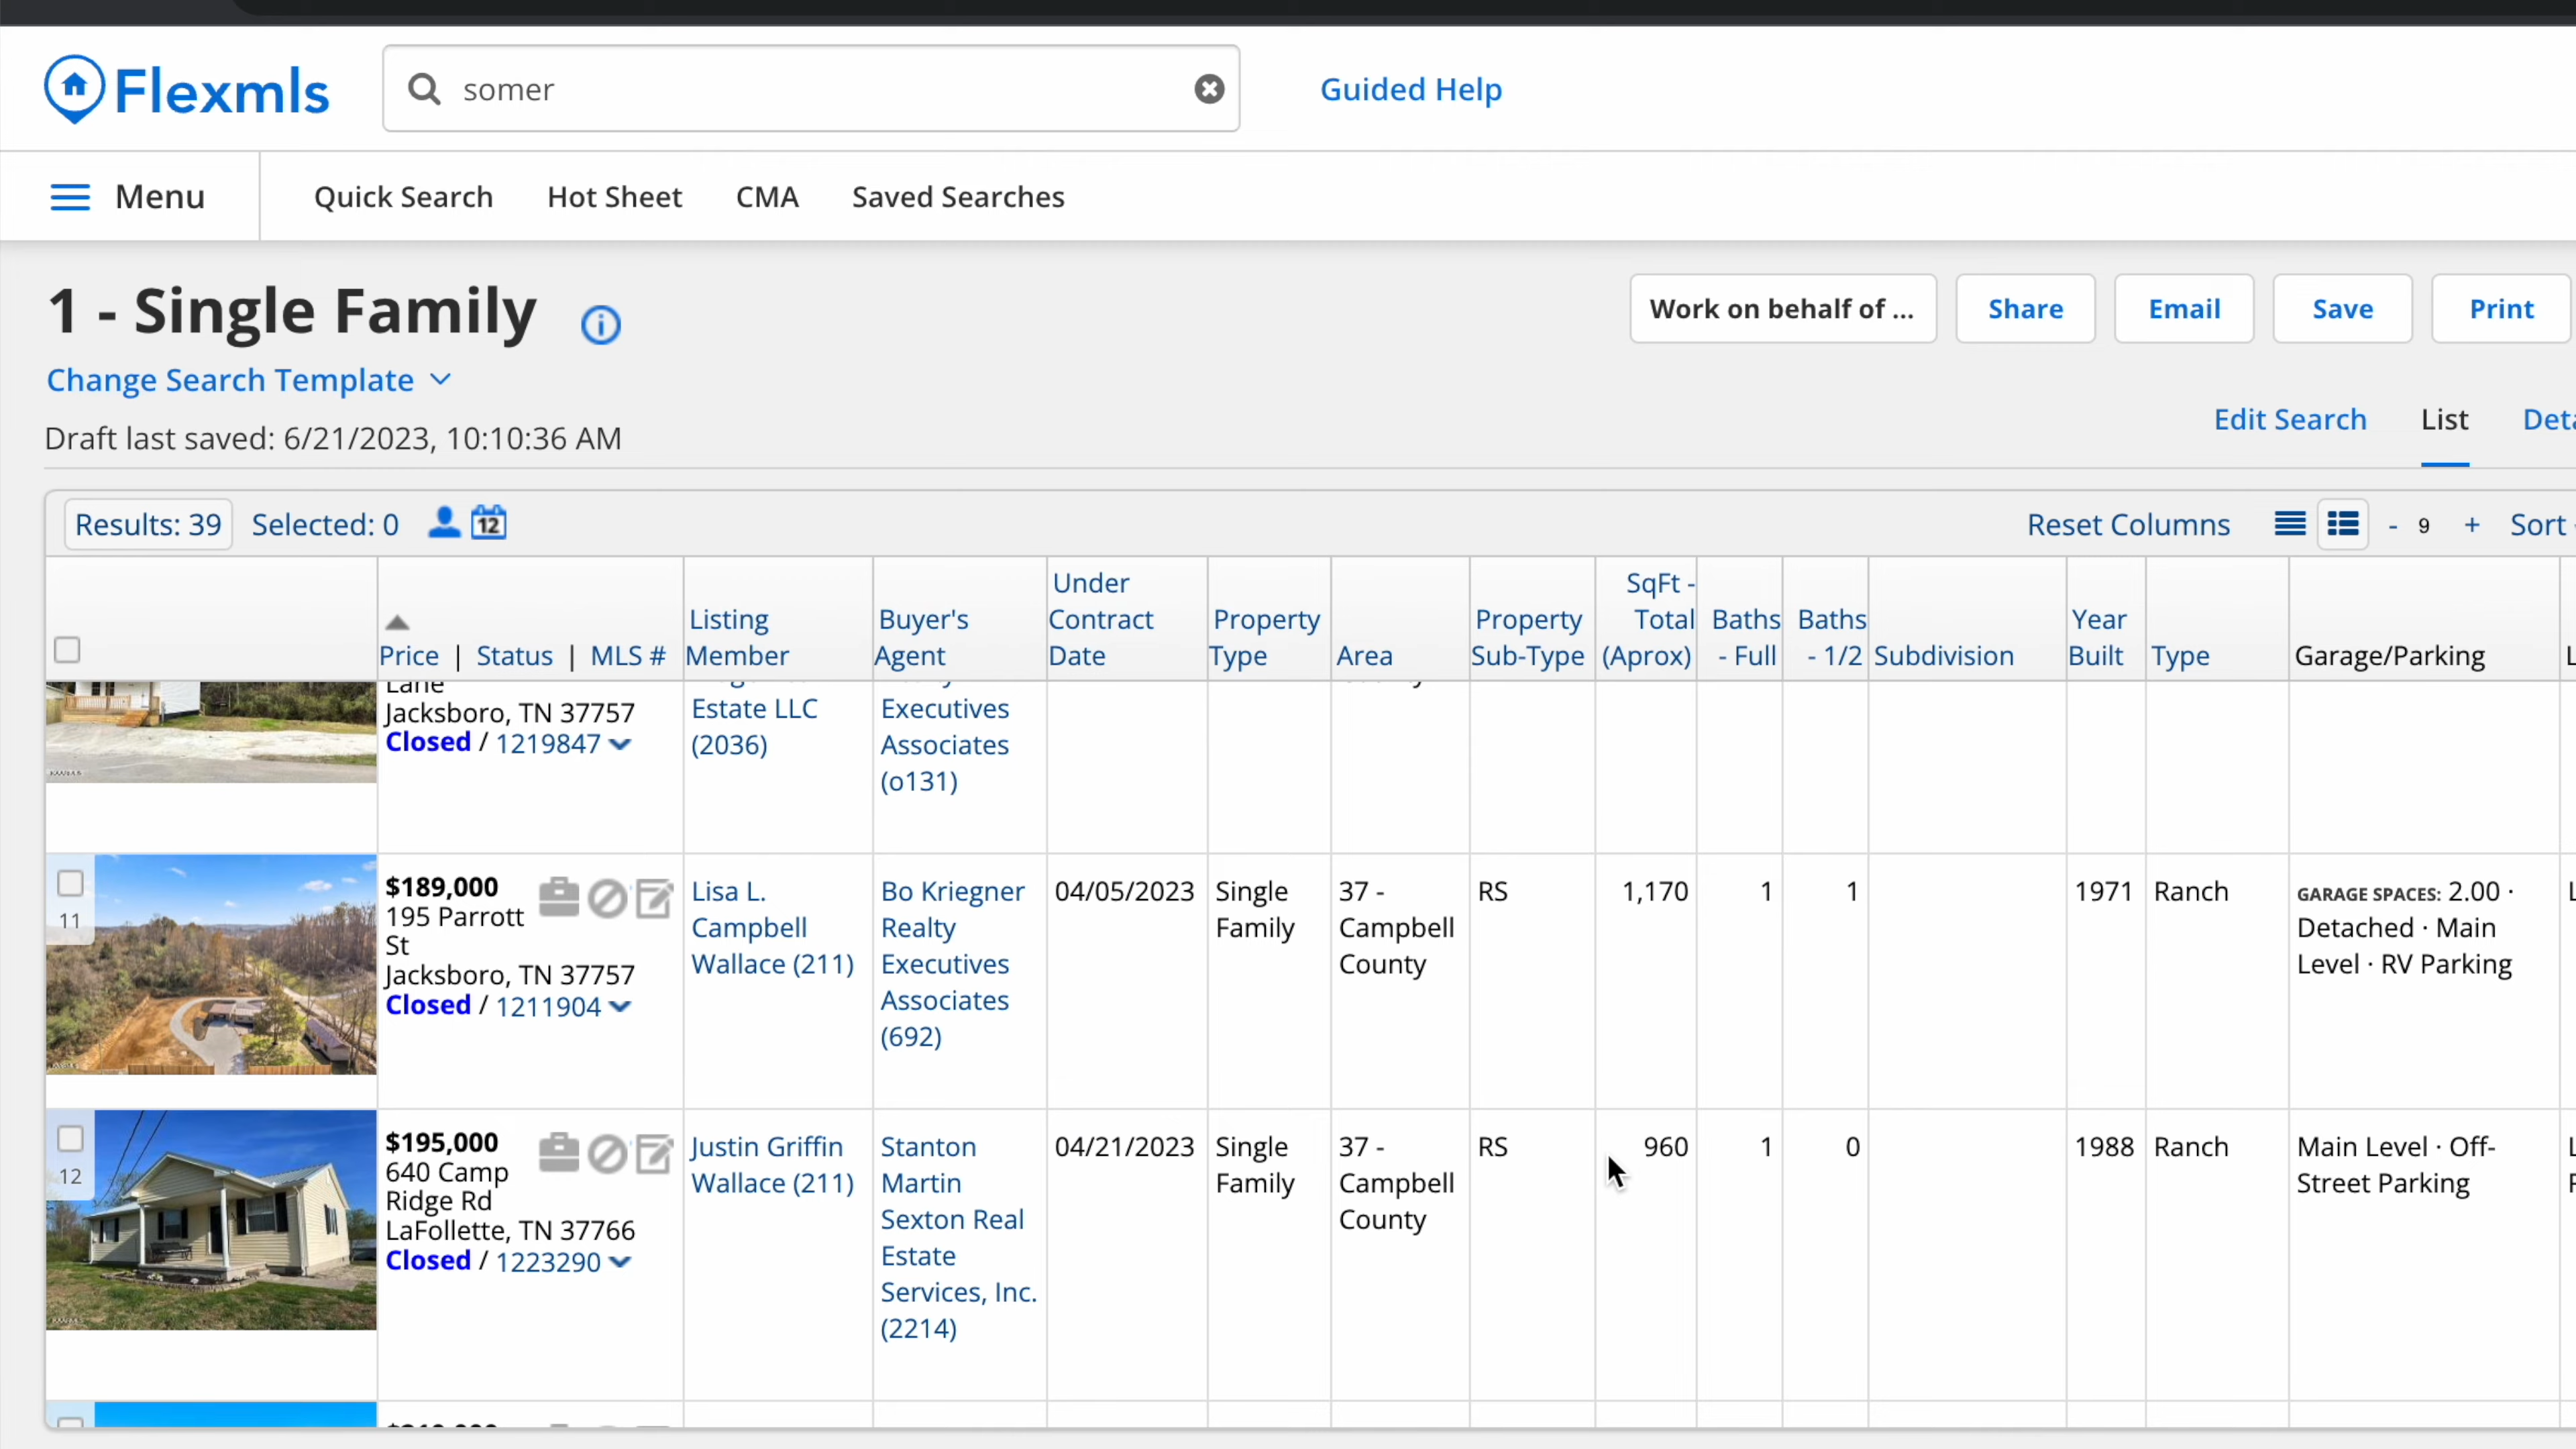 Flexmls
somer
Guided Help
Menu
Quick Search
Hot Sheet
CMA
Saved Searches
1 - Single Family
Work on behalf of ...
Share
Email
Save
Print
Change Search Template
Draft last saved: 6/21/2023, 10:10:36 AM
Edit Search
List
Results: 39
Selected: 0
12
Reset Columns
- 9 +
Sort
Price | Status | MLS #
Listing
Member
Buyer's
Agent
Under
Contract
Date
Property
Type
Area
Property
Sub-Type
SqFt -
Total
(Aprox)
Baths
- Full
Baths
- 1/2
Subdivision
Year
Built
Type
Garage/Parking
Lane
Jacksboro, TN 37757
Closed / 1219847
Estate LLC
(2036)
Executives
Associates
(o131)
11
$189,000
195 Parrott
St
Jacksboro, TN 37757
Closed / 1211904
Lisa L.
Campbell
Wallace (211)
Bo Kriegner
Realty
Executives
Associates
(692)
04/05/2023
Single
Family
37 -
Campbell
County
RS
1,170
1
1
1971
Ranch
GARAGE SPACES: 2.00 ·
Detached · Main
Level · RV Parking
12
$195,000
640 Camp
Ridge Rd
LaFollette, TN 37766
Closed / 1223290
Justin Griffin
Wallace (211)
Stanton
Martin
Sexton Real
Estate
Services, Inc.
(2214)
04/21/2023
Single
Family
37 -
Campbell
County
RS
960
1
0
1988
Ranch
Main Level · Off-
Street Parking